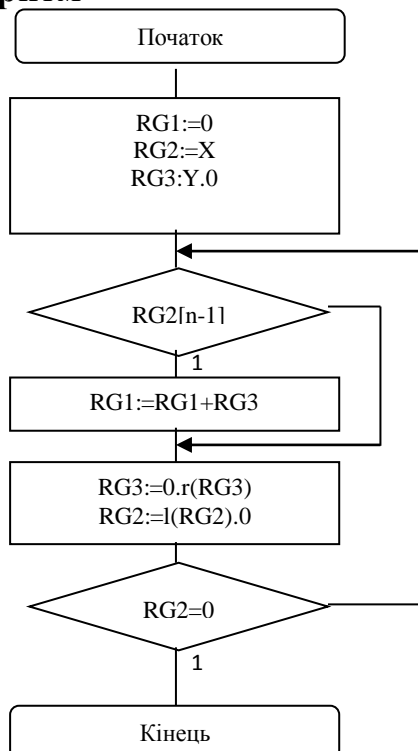 Початок
RG1:=0
RG2:=X
RG3:Y.0
RG2[n-1]
1
RG1:=RG1+RG3
RG3:=0.r(RG3)
RG2:=l(RG2).0
RG2=0
1
Кінець